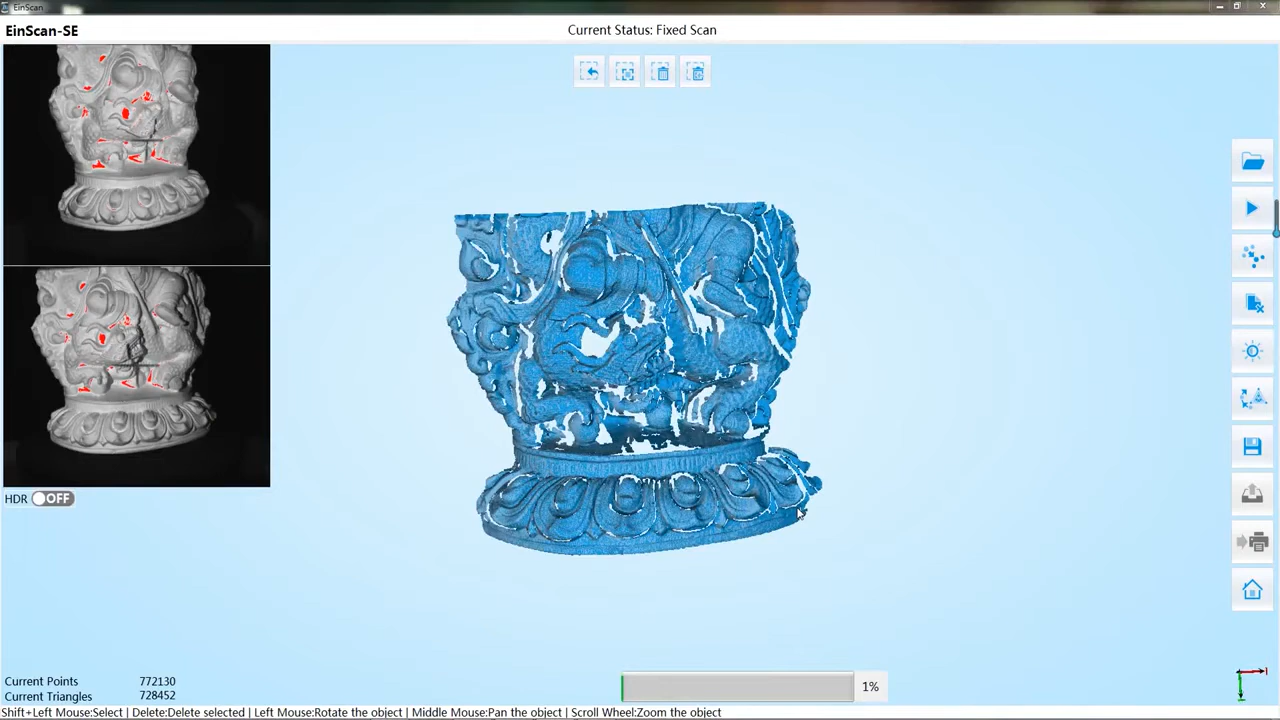 EinScan
EinScan-SE
Current Status: Fixed Scan
HDR OFF
1%
Current Points 772130
Current Triangles 728452
Shift+Left Mouse:Select | Delete:Delete selected | Left Mouse:Rotate the object | Middle Mouse:Pan the object | Scroll Wheel:Zoom the object